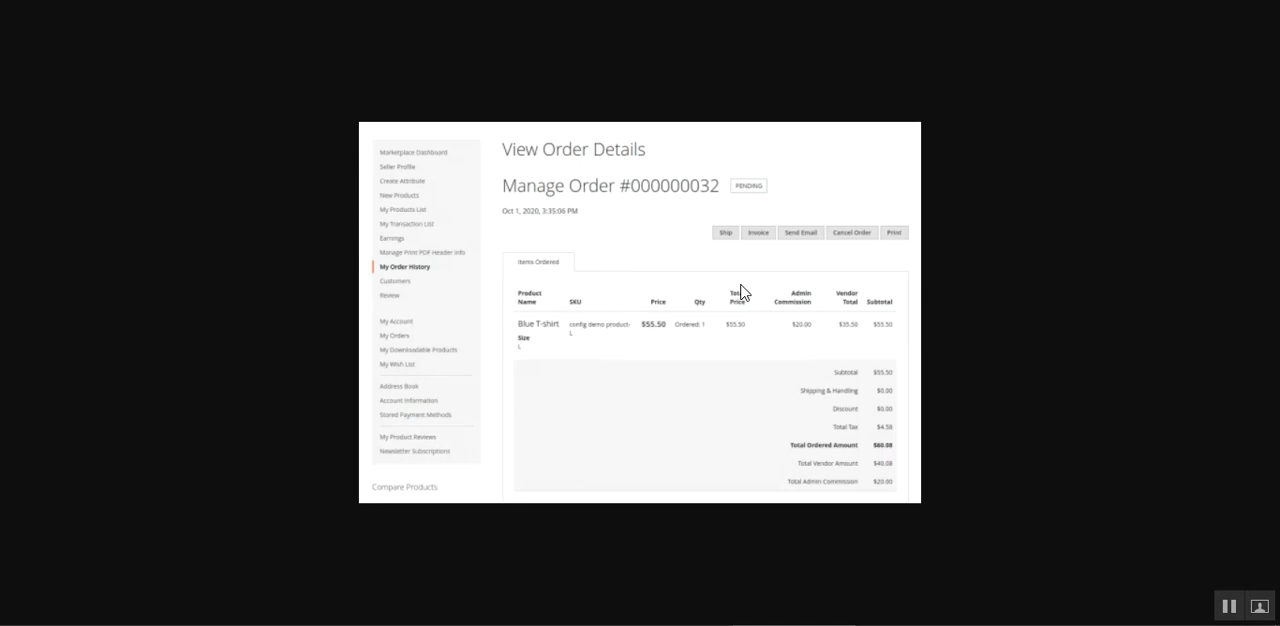 Marketplace Dashboard
Seller Profile
Create Attribute
New Products
My Products List
My Transaction List
Earnings
Manage Print PDF Header Info
My Order History
Customers
Review
My Account
My Orders
My Downloadable Products
My Wish List
Address Book
Account Information
Stored Payment Methods
My Product Reviews
Newsletter Subscriptions
Compare Products
View Order Details
Manage Order #000000032 PENDING
Oct 1, 2020, 3:35:06 PM
Ship Invoice Send Email Cancel Order Print
Items Ordered
Product Name SKU Price Qty Price Admin Commission Vendor Total Subtotal
Blue T-shirt config demo product-L $55.50 Ordered: 1 $55.50 $20.00 $35.50 $55.50
Size
L
Subtotal $55.50
Shipping & Handling $0.00
Discount $0.00
Total Tax $4.58
Total Ordered Amount $60.08
Total Vendor Amount $40.08
Total Admin Commission $20.00